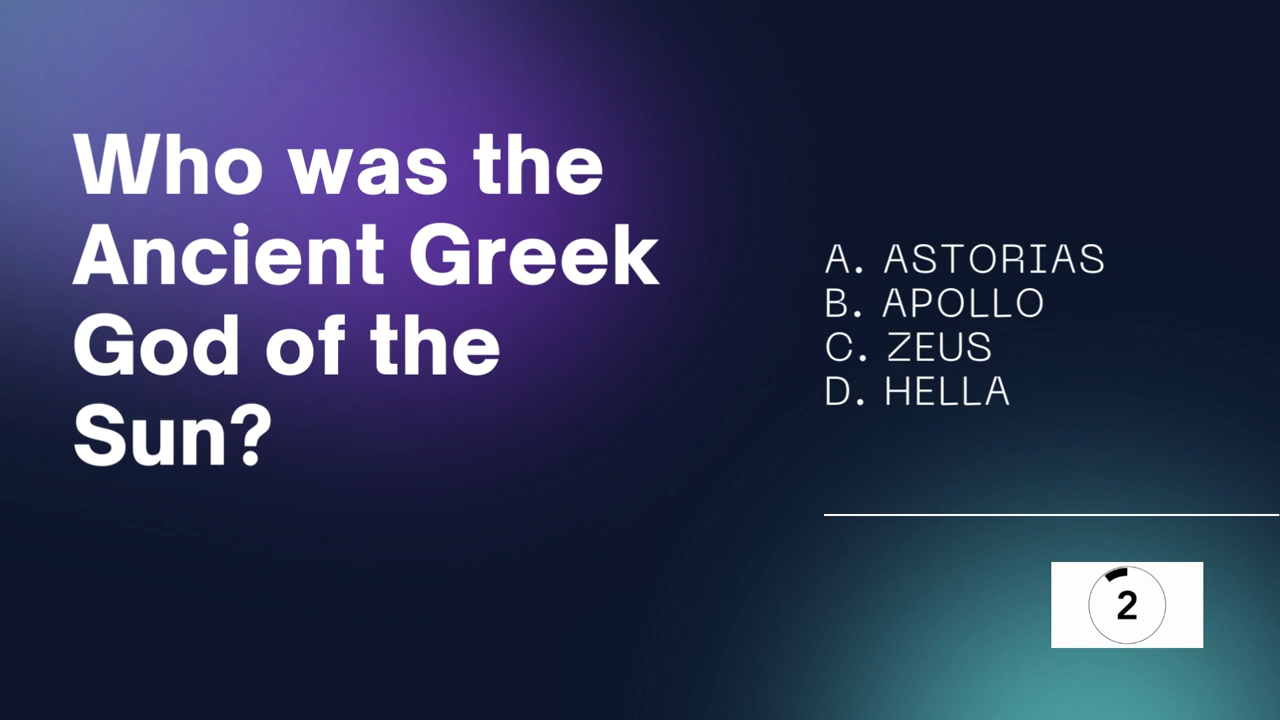 Who was the
Ancient Greek
God of the
Sun?
A. ASTORIAS
B. APOLLO
C. ZEUS
D. HELLA
2